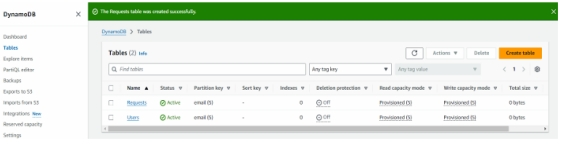 DynamoDB
The Requests table was created successfully.
DynamoDB > Tables
Dashboard
Tables
Explore items
PartiQL editor
Backups
Exports to S3
Imports from S3
Integrations New
Reserved capacity
Settings
Tables (2) Info
Actions
Delete
Create table
Find tables
Any tag key
Any tag value
1
Name Status Partition key Sort key Indexes Deletion protection Read capacity mode Write capacity mode Total size
Requests Active email (S) - 0 Off Provisioned (5) Provisioned (5) 0 bytes
Users Active email (S) - 0 Off Provisioned (5) Provisioned (5) 0 bytes